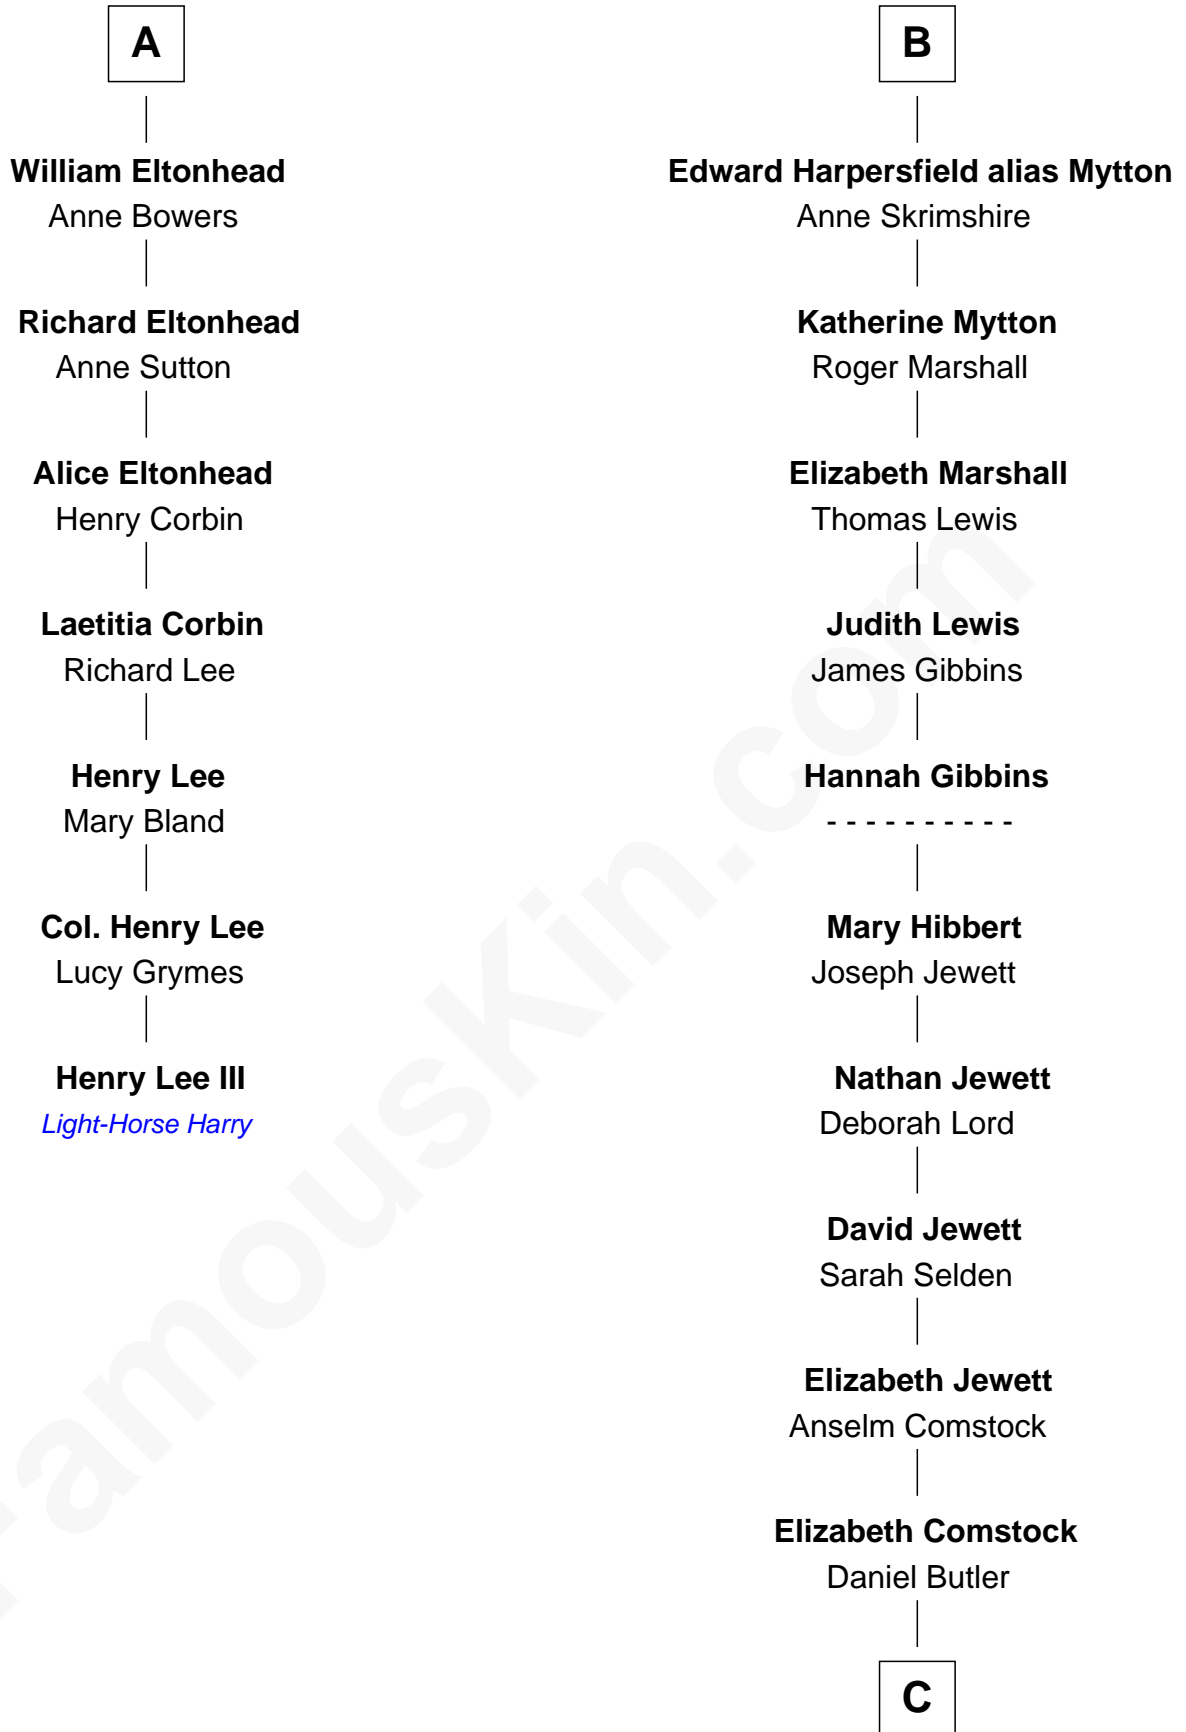 A
William Eltonhead
Anne Bowers
Richard Eltonhead
Anne Sutton
Alice Eltonhead
Henry Corbin
Laetitia Corbin
Richard Lee
Henry Lee
Mary Bland
Col. Henry Lee
Lucy Grymes
Henry Lee III
Light-Horse Harry
B
Edward Harpersfield alias Mytton
Anne Skrimshire
Katherine Mytton
Roger Marshall
Elizabeth Marshall
Thomas Lewis
Judith Lewis
James Gibbins
Hannah Gibbins
- - - - - - - - - -
Mary Hibbert
Joseph Jewett
Nathan Jewett
Deborah Lord
David Jewett
Sarah Selden
Elizabeth Jewett
Anselm Comstock
Elizabeth Comstock
Daniel Butler
C
FamousKin.com